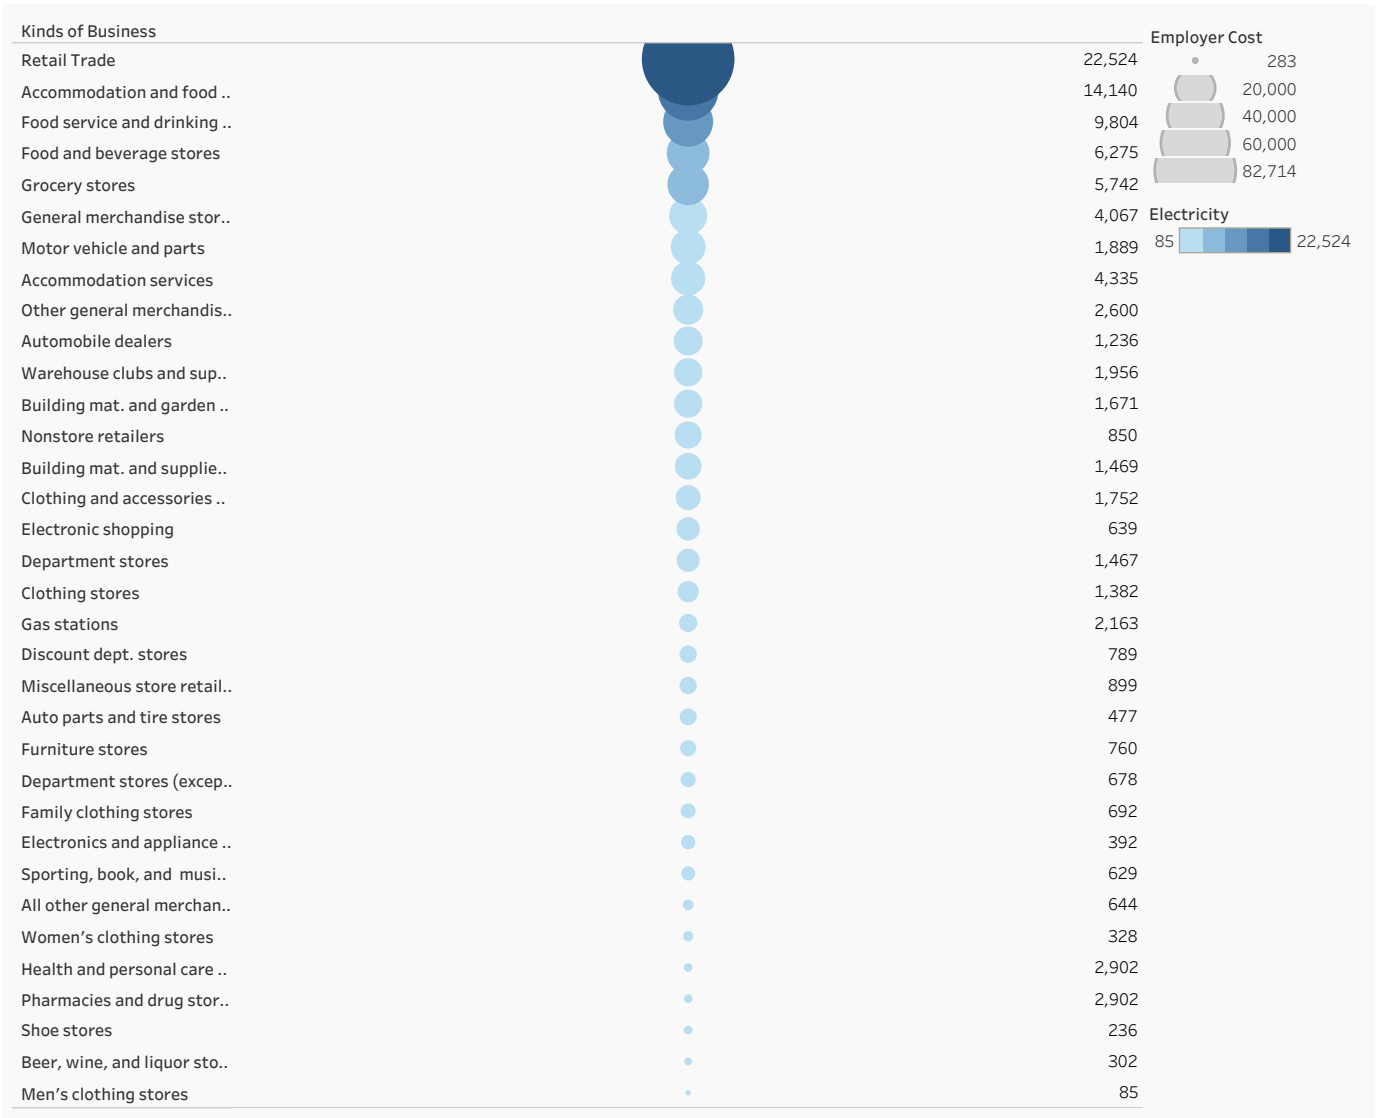 Kinds of Business
Retail Trade 22,524
Accommodation and food .. 14,140
Food service and drinking .. 9,804
Food and beverage stores 6,275
Grocery stores 5,742
General merchandise stor.. 4,067
Motor vehicle and parts 1,889
Accommodation services 4,335
Other general merchandis.. 2,600
Automobile dealers 1,236
Warehouse clubs and sup.. 1,956
Building mat. and garden .. 1,671
Nonstore retailers 850
Building mat. and supplie.. 1,469
Clothing and accessories .. 1,752
Electronic shopping 639
Department stores 1,467
Clothing stores 1,382
Gas stations 2,163
Discount dept. stores 789
Miscellaneous store retail.. 899
Auto parts and tire stores 477
Furniture stores 760
Department stores (excep.. 678
Family clothing stores 692
Electronics and appliance .. 392
Sporting, book, and  musi.. 629
All other general merchan.. 644
Women's clothing stores 328
Health and personal care .. 2,902
Pharmacies and drug stor.. 2,902
Shoe stores 236
Beer, wine, and liquor sto.. 302
Men's clothing stores 85
Employer Cost
283
20,000
40,000
60,000
82,714
Electricity
85 22,524